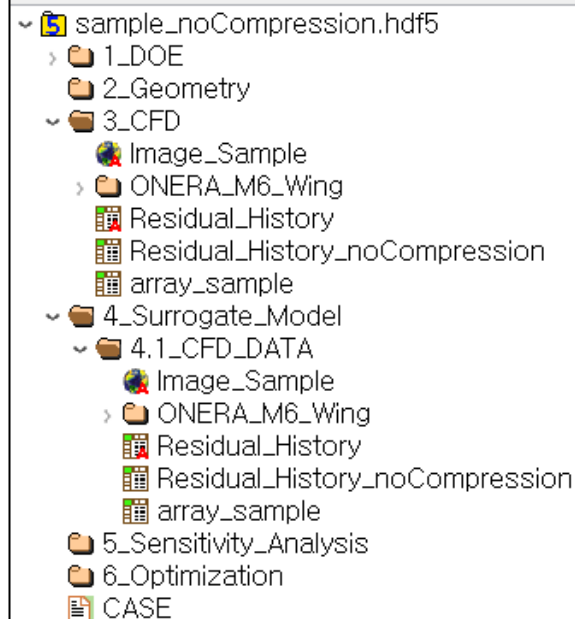 sample_noCompression.hdf5
1_DOE
2_Geometry
3_CFD
Image_Sample
ONERA_M6_Wing
Residual_History
Residual_History_noCompression
array_sample
4_Surrogate_Model
4.1_CFD_DATA
Image_Sample
ONERA_M6_Wing
Residual_History
Residual_History_noCompression
array_sample
5_Sensitivity_Analysis
6_Optimization
CASE